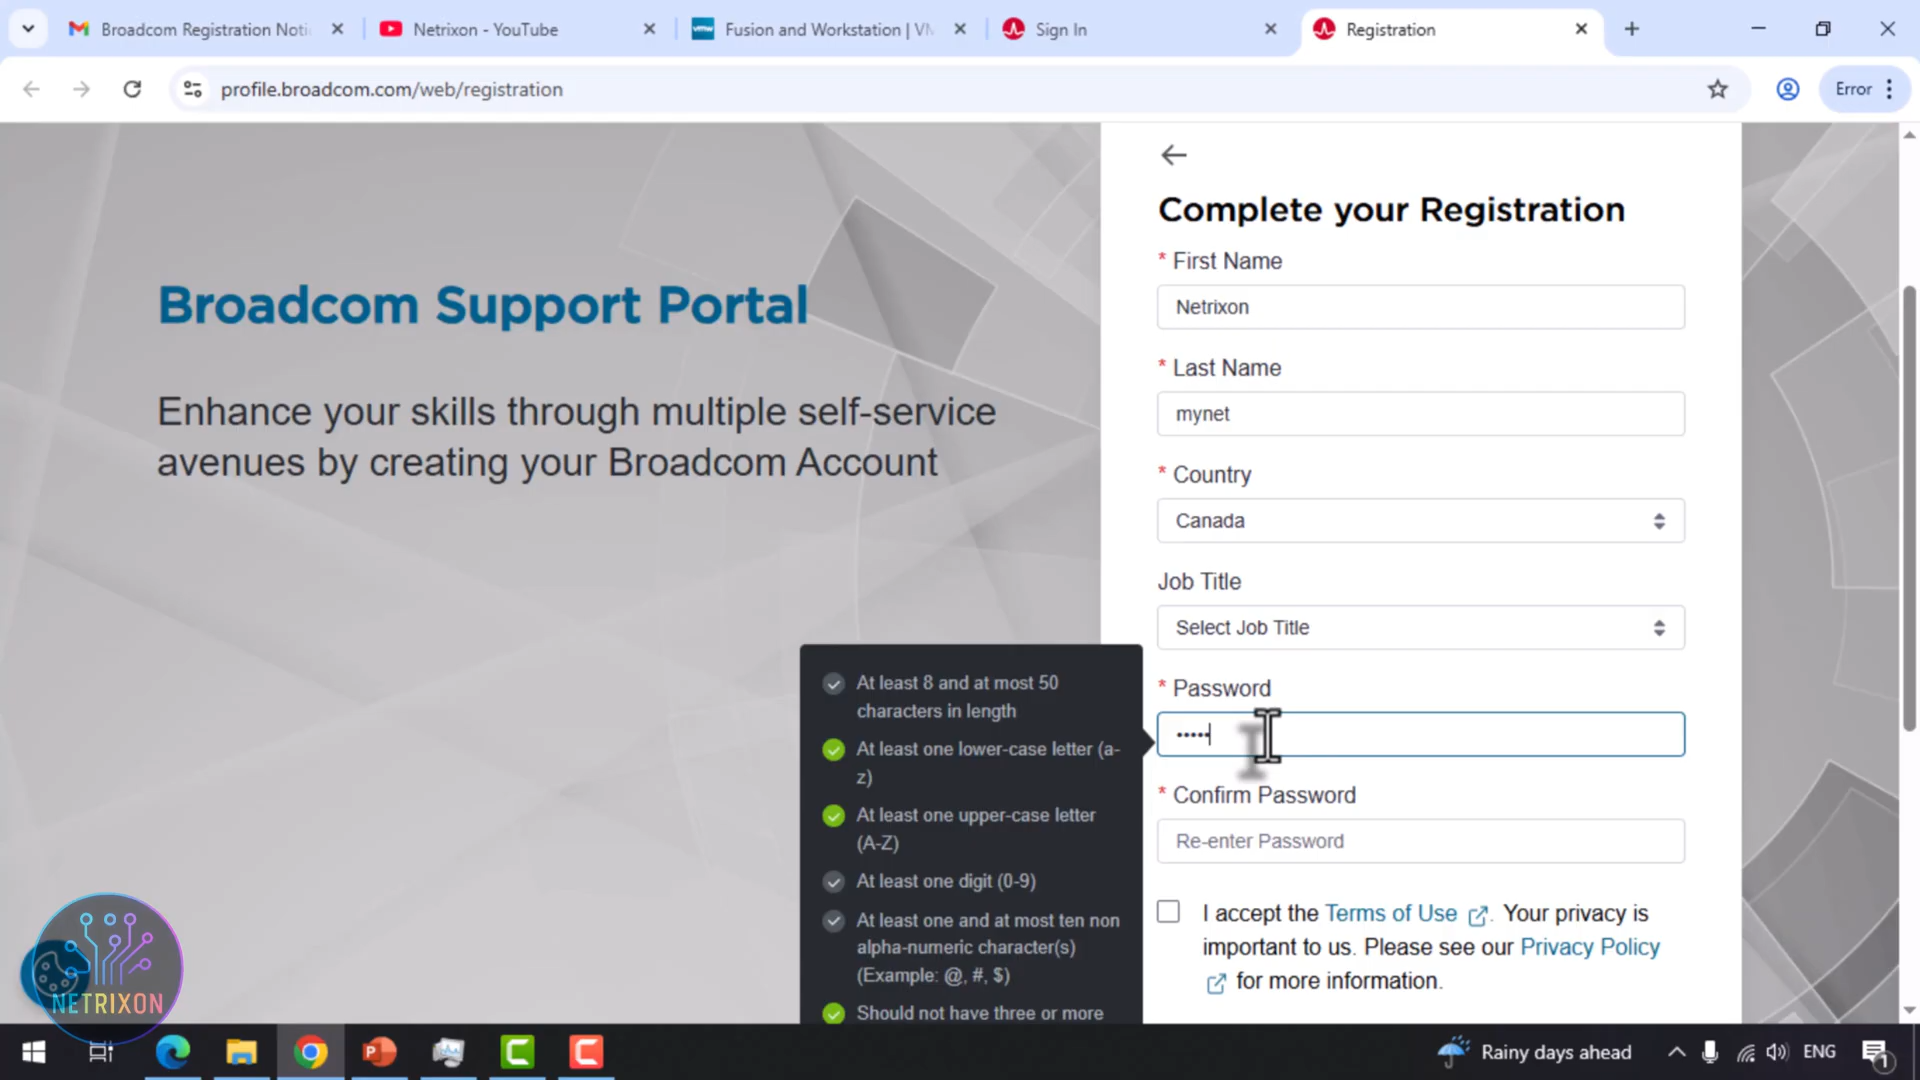 Broadcom Registration Noti
Netrixon - YouTube
Fusion and Workstation | VM
Sign In
Registration
profile.broadcom.com/web/registration
Error
Complete your Registration
* First Name
Netrixon
* Last Name
mynet
* Country
Canada
Job Title
Select Job Title
* Password
•••••
* Confirm Password
Re-enter Password
I accept the Terms of Use . Your privacy is
important to us. Please see our Privacy Policy
for more information.
Broadcom Support Portal
Enhance your skills through multiple self-service
avenues by creating your Broadcom Account
At least 8 and at most 50
characters in length
At least one lower-case letter (a-
z)
At least one upper-case letter
(A-Z)
At least one digit (0-9)
At least one and at most ten non
alpha-numeric character(s)
(Example: @, #, $)
Should not have three or more
NETRIXON
Rainy days ahead
ENG
1